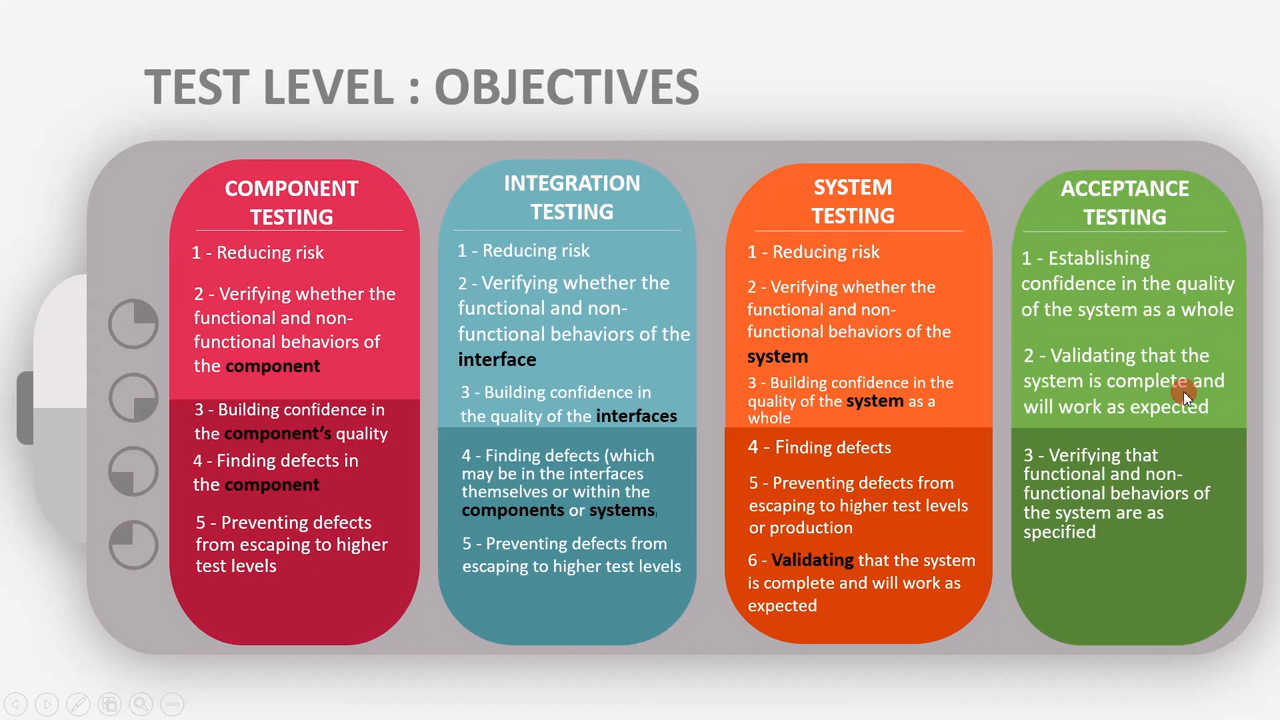 TEST LEVEL : OBJECTIVES
COMPONENT
TESTING
1 - Reducing risk
2 - Verifying whether the
functional and non-
functional behaviors of
the component
3 - Building confidence in
the component's quality
4 - Finding defects in
the component
5 - Preventing defects
from escaping to higher
test levels
INTEGRATION
TESTING
1 - Reducing risk
2 - Verifying whether the
functional and non-
functional behaviors of the
interface
3 - Building confidence in
the quality of the interfaces
4 - Finding defects (which
may be in the interfaces
themselves or within the
components or systems)
5 - Preventing defects from
escaping to higher test levels
SYSTEM
TESTING
1 - Reducing risk
2 - Verifying whether the
functional and non-
functional behaviors of the
system
3 - Building confidence in the
quality of the system as a
whole
4 - Finding defects
5 - Preventing defects from
escaping to higher test levels
or production
6 - Validating that the system
is complete and will work as
expected
ACCEPTANCE
TESTING
1 - Establishing
confidence in the quality
of the system as a whole
2 - Validating that the
system is complete and
will work as expected
3 - Verifying that
functional and non-
functional behaviors of
the system are as
specified